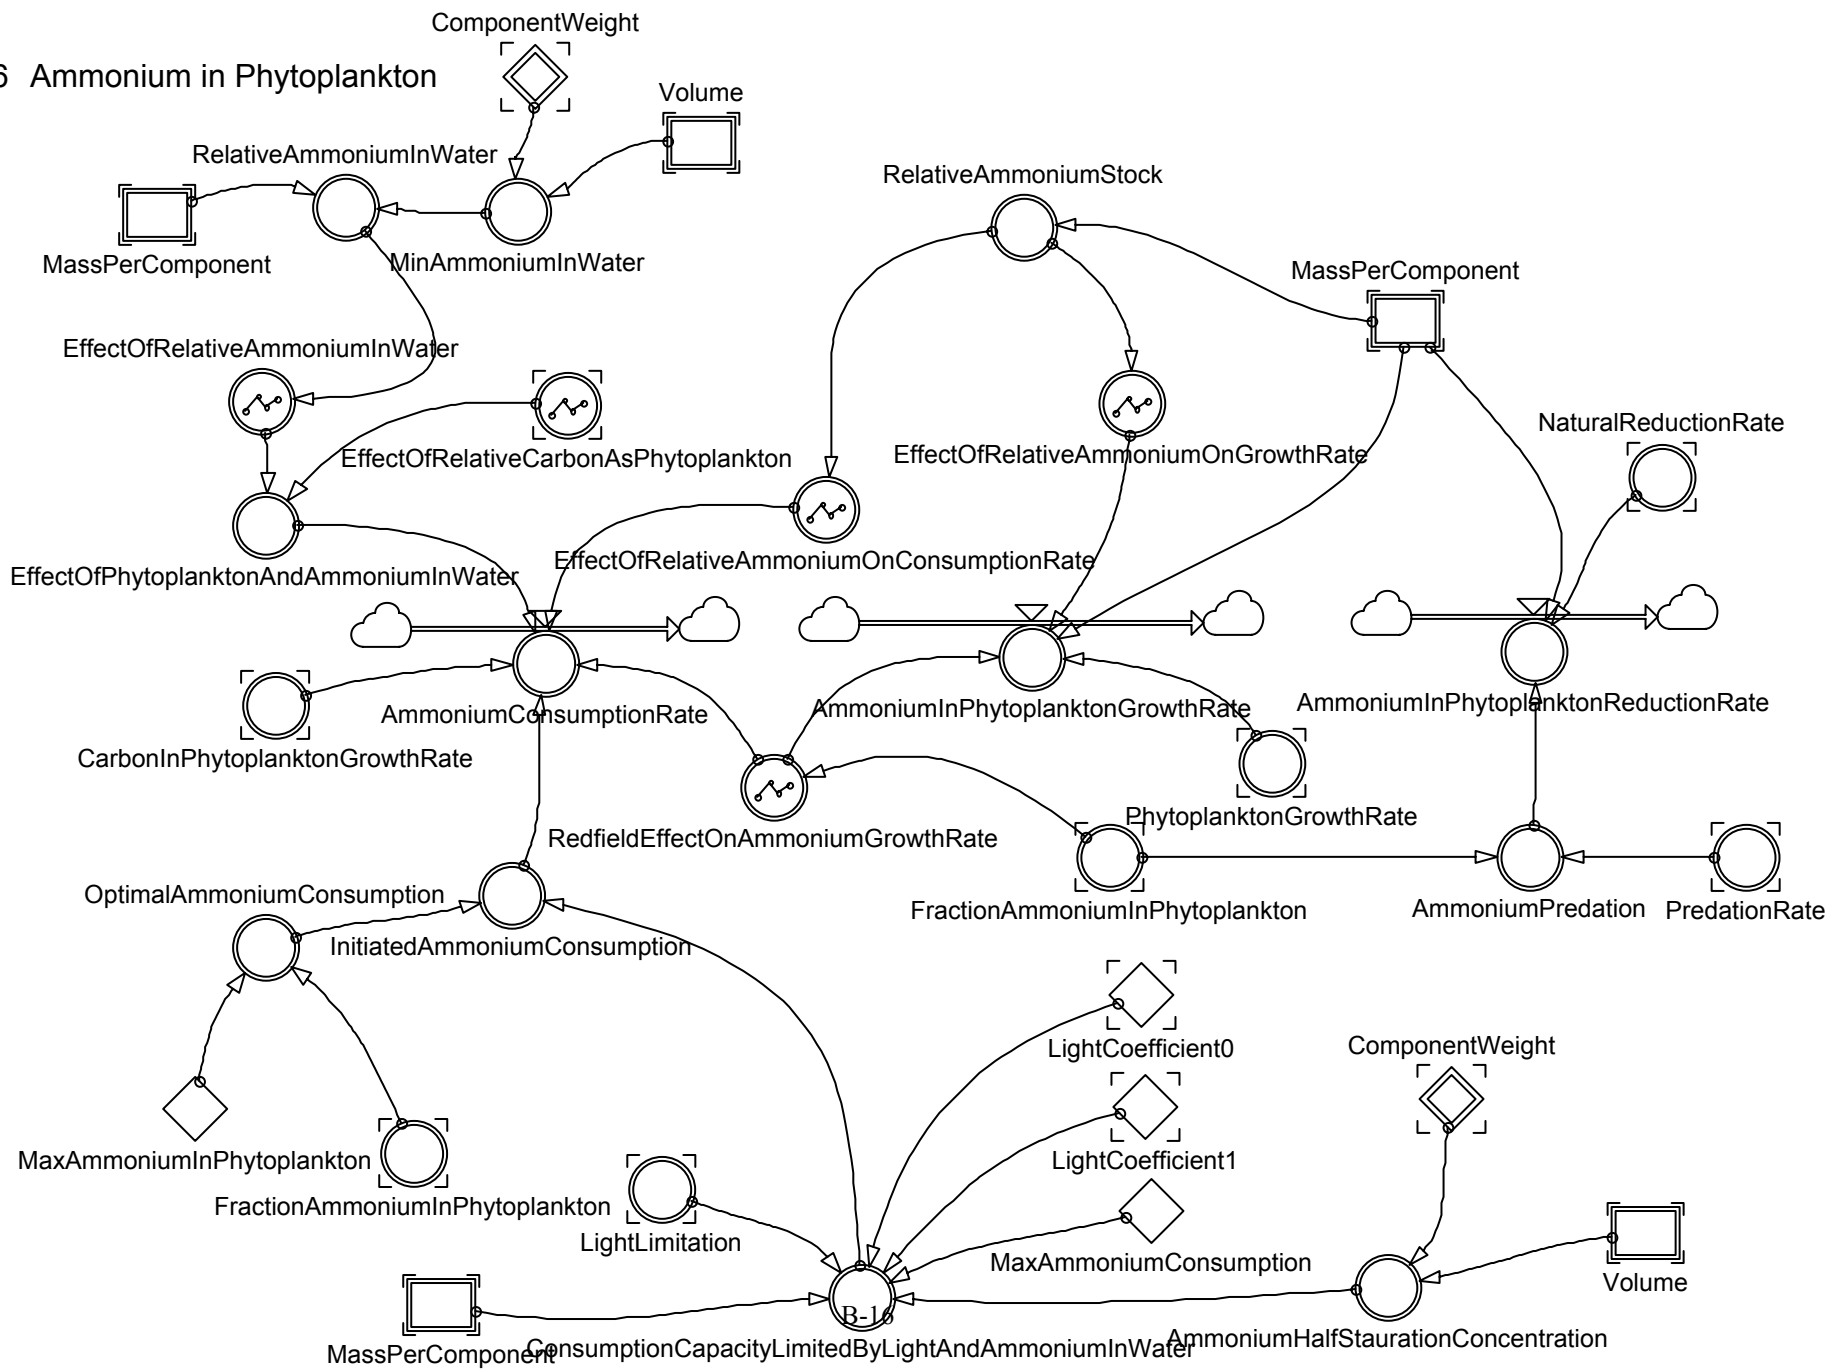 ComponentWeight
6 Ammonium in Phytoplankton
Volume
RelativeAmmoniumInWater
RelativeAmmoniumStock
MassPerComponent
MinAmmoniumInWater
MassPerComponent
EffectOfRelativeAmmoniumInWater
NaturalReductionRate
EffectOfRelativeCarbonAsPhytoplankton
EffectOfRelativeAmmoniumOnGrowthRate
EffectOfPhytoplanktonAndAmmoniumInWater
EffectOfRelativeAmmoniumOnConsumptionRate
AmmoniumConsumptionRate
AmmoniumInPhytoplanktonGrowthRate
AmmoniumInPhytoplanktonReductionRate
CarbonInPhytoplanktonGrowthRate
RedfieldEffectOnAmmoniumGrowthRate
PhytoplanktonGrowthRate
OptimalAmmoniumConsumption
FractionAmmoniumInPhytoplankton
AmmoniumPredation
PredationRate
InitiatedAmmoniumConsumption
LightCoefficient0
ComponentWeight
MaxAmmoniumInPhytoplankton
LightCoefficient1
FractionAmmoniumInPhytoplankton
LightLimitation
MaxAmmoniumConsumption
Volume
B-16
MassPerComponent
ConsumptionCapacityLimitedByLightAndAmmoniumInWater
AmmoniumHalfStaurationConcentration